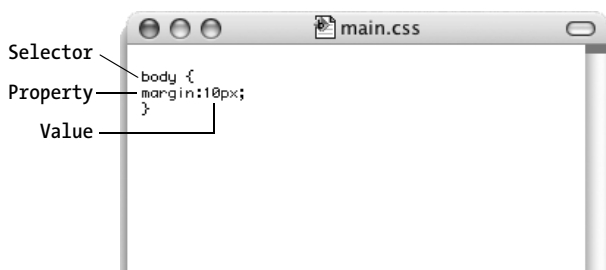 main.css
Selector
body {
Property
margin:10px;
}
Value